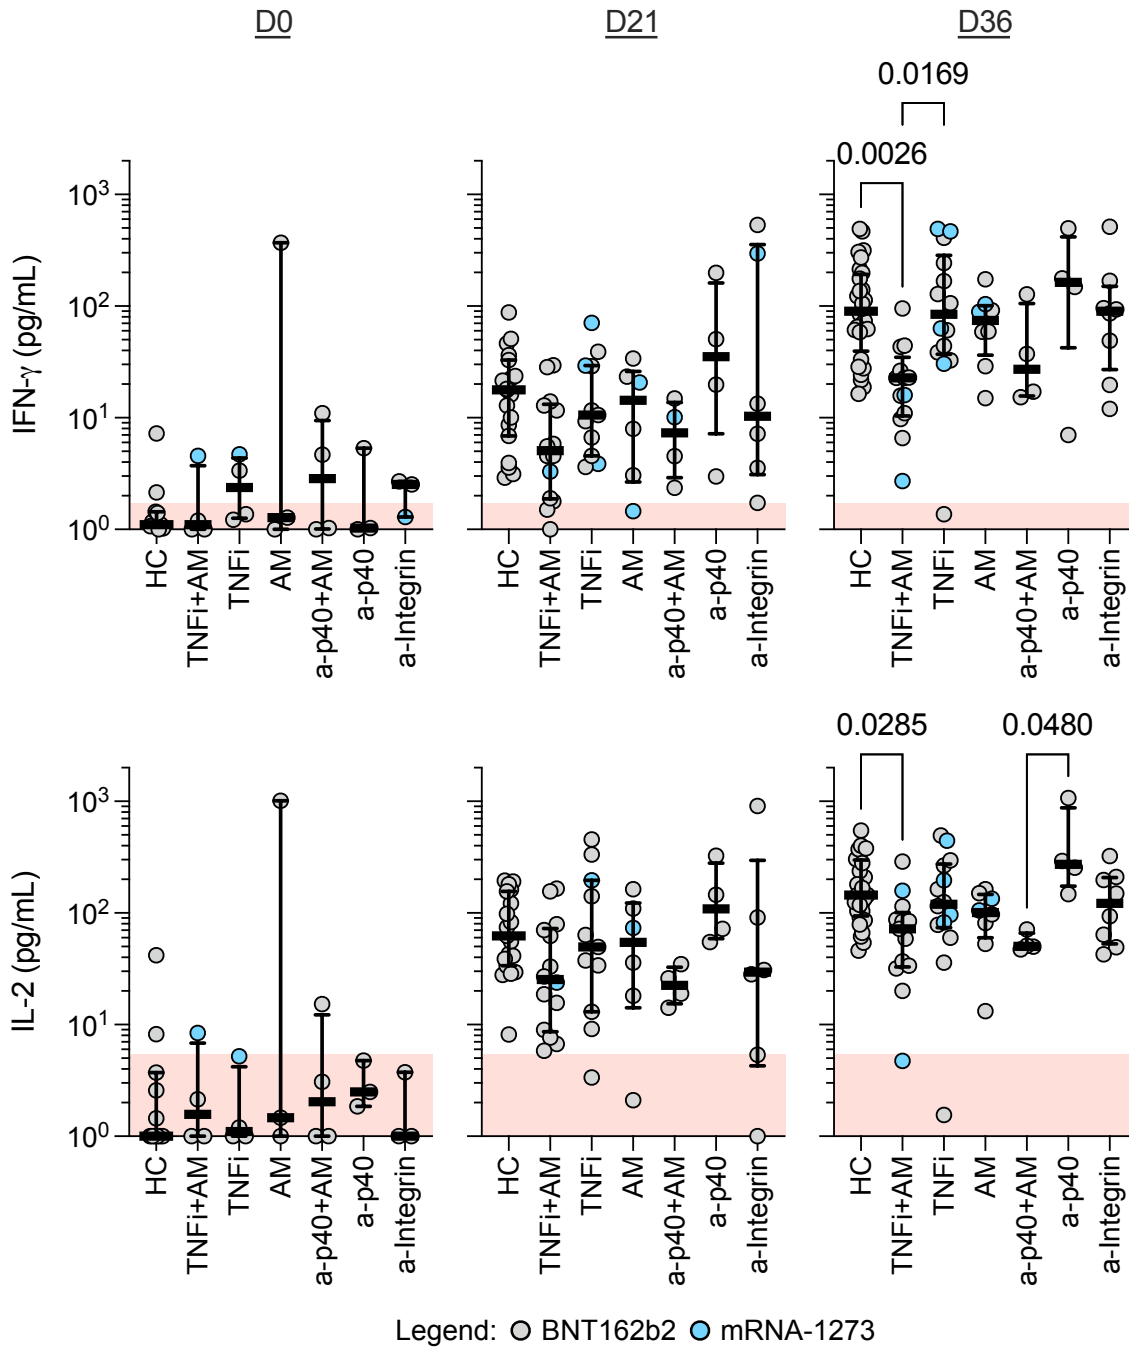 D0 D21 D36
0.0169
0.0026
IFN-γ (pg/mL)
10³ 10² 10¹ 10⁰
HC TNFi+AM TNFi AM a-p40+AM a-p40 a-Integrin
HC TNFi+AM TNFi AM a-p40+AM a-p40 a-Integrin
HC TNFi+AM TNFi AM a-p40+AM a-p40 a-Integrin
0.0285 0.0480
IL-2 (pg/mL)
10³ 10² 10¹ 10⁰
HC TNFi+AM TNFi AM a-p40+AM a-p40 a-Integrin
HC TNFi+AM TNFi AM a-p40+AM a-p40 a-Integrin
HC TNFi+AM TNFi AM a-p40+AM a-p40 a-Integrin
Legend: BNT162b2 mRNA-1273